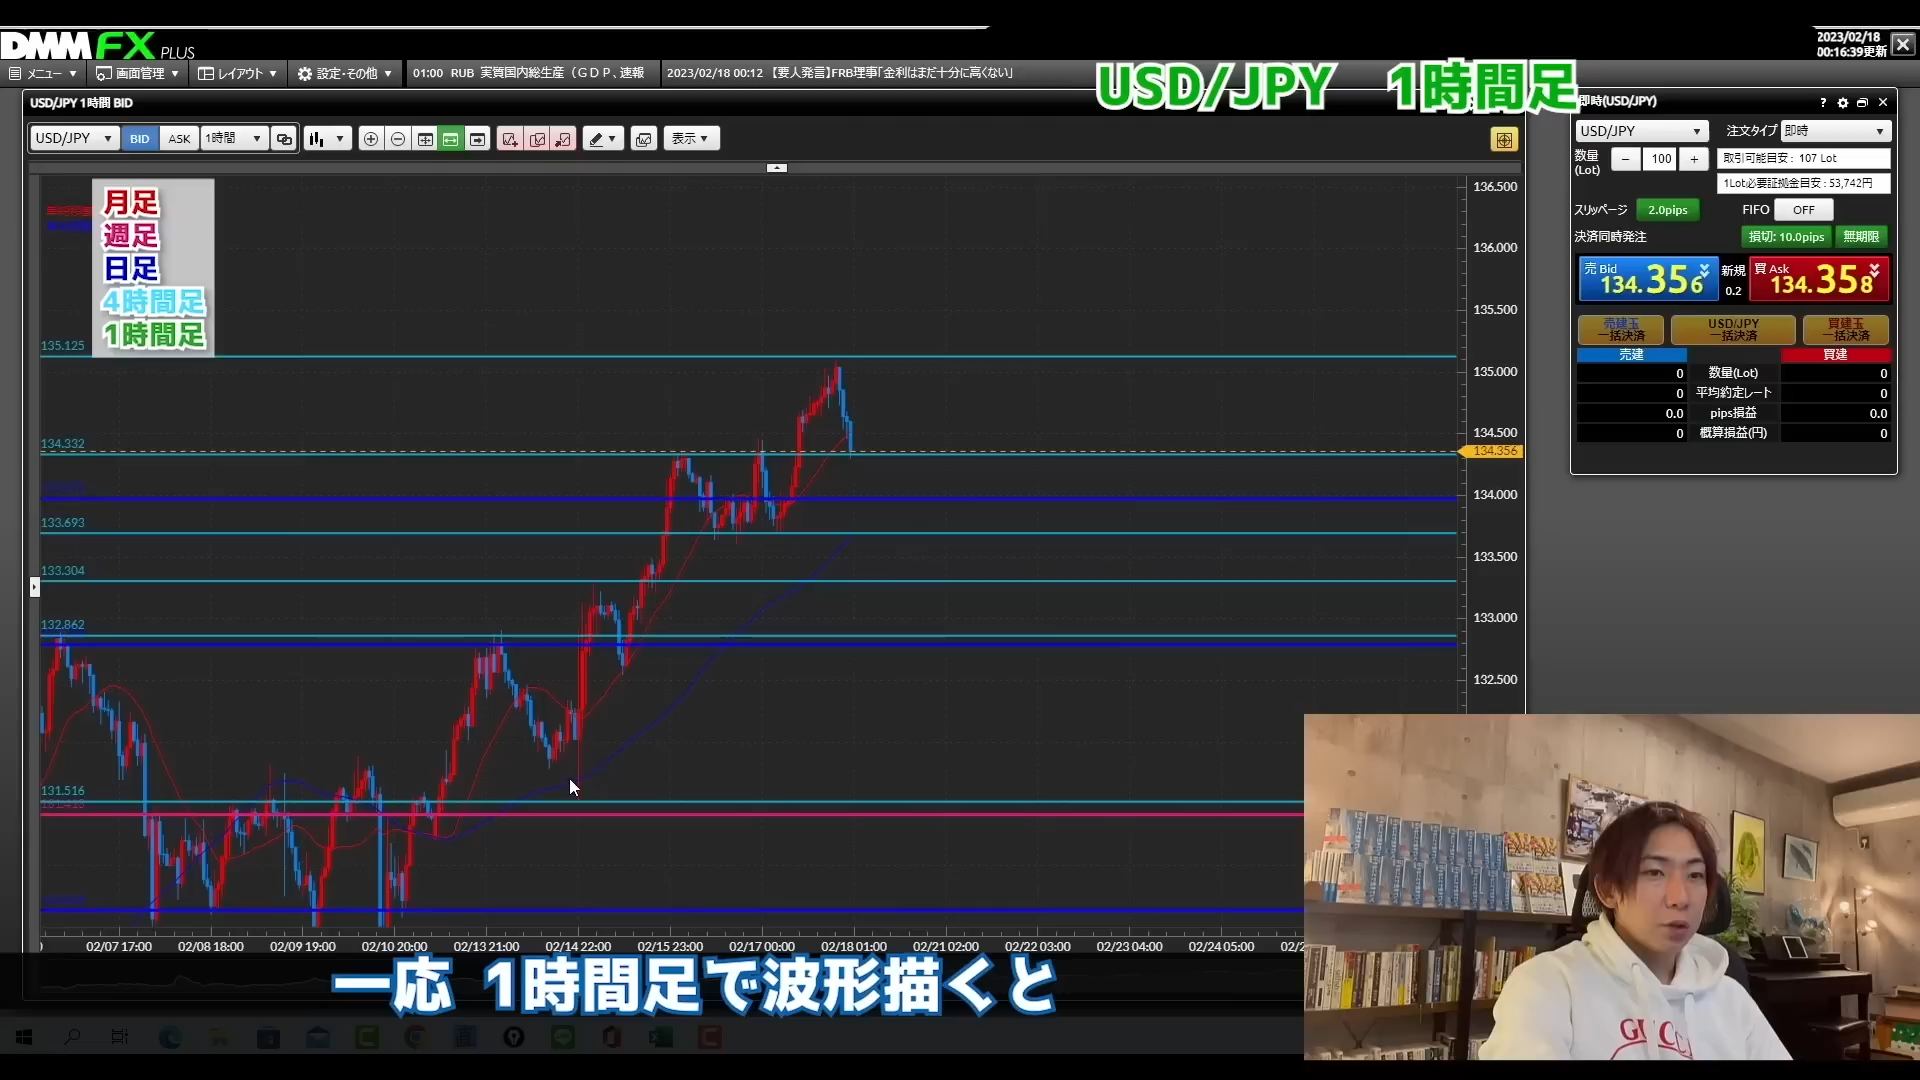 DMM FX PLUS
2023/02/18
00:16:39更新
メニュー
画面管理
レイアウト
設定・その他
01:00 RUB 実質国内総生産（ＧＤＰ、速報
2023/02/18 00:12 【要人発言】FRB理事「金利はまだ十分に高くない」
USD/JPY 1時間足
USD/JPY 1時間 BID
USD/JPY
BID
ASK
1時間
表示
月足
週足
日足
4時間足
1時間足
135.125
134.332
133.693
133.304
132.862
131.516
136.500
136.000
135.500
135.000
134.500
134.356
134.000
133.500
133.000
132.500
02/07 17:00
02/08 18:00
02/09 19:00
02/10 20:00
02/13 21:00
02/14 22:00
02/15 23:00
02/17 00:00
02/18 01:00
02/21 02:00
02/22 03:00
02/23 04:00
02/24 05:00
即時(USD/JPY)
USD/JPY
注文タイプ 即時
数量
(Lot)
100
取引可能目安 : 107 Lot
1Lot必要証拠金目安 : 53,742円
スリッページ 2.0pips FIFO OFF
決済同時発注 損切: 10.0pips 無期限
売 Bid 134.356
新規 0.2
買 Ask 134.358
売建玉
一括決済
USD/JPY
一括決済
買建玉
一括決済
売建 買建
0 数量(Lot) 0
0 平均約定レート 0
0.0 pips損益 0.0
0 概算損益(円) 0
一応 1時間足で波形描くと